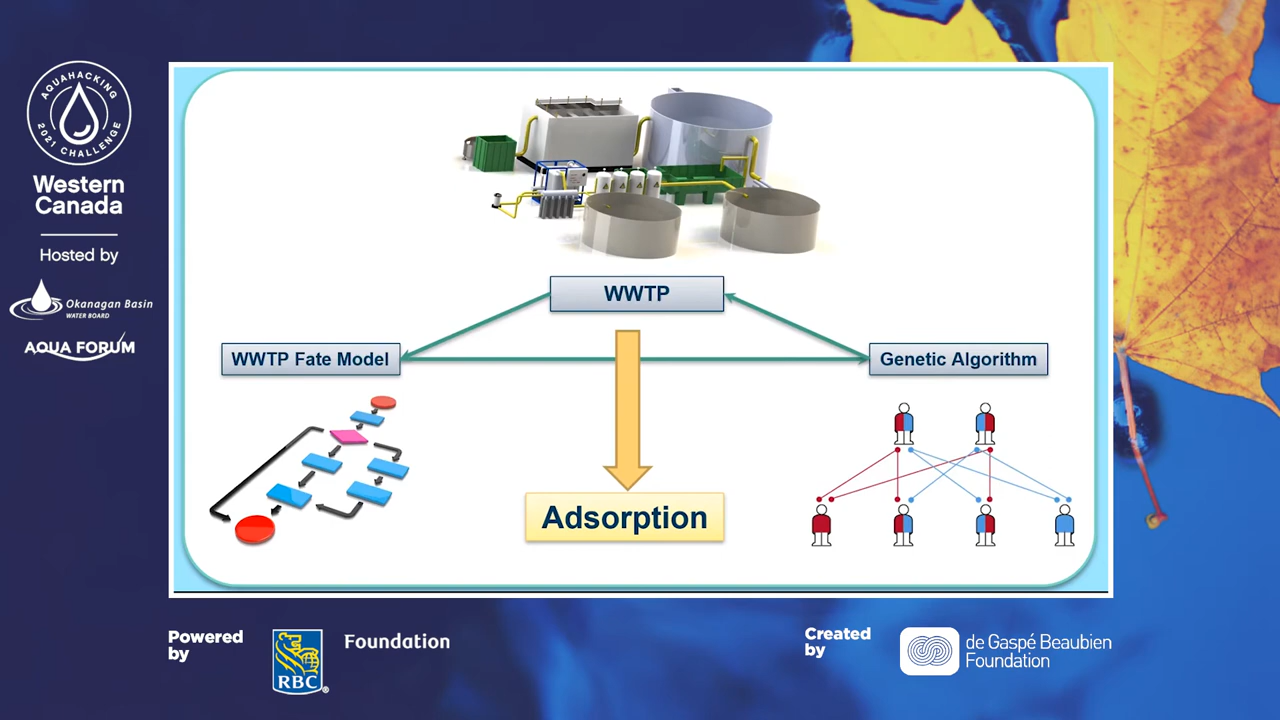 AQUAHACKING
2021 CHALLENGE
Western
Canada
Hosted by
Okanagan Basin
WATER BOARD
AQUA FORUM
WWTP
WWTP Fate Model
Genetic Algorithm
Adsorption
Powered
by
RBC®
Foundation
Created
by
de Gaspé Beaubien
Foundation